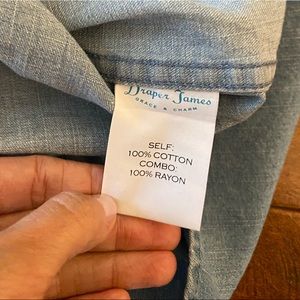 Draper James
GRACE & CHARM
SELF:
100% COTTON
COMBO:
100% RAYON